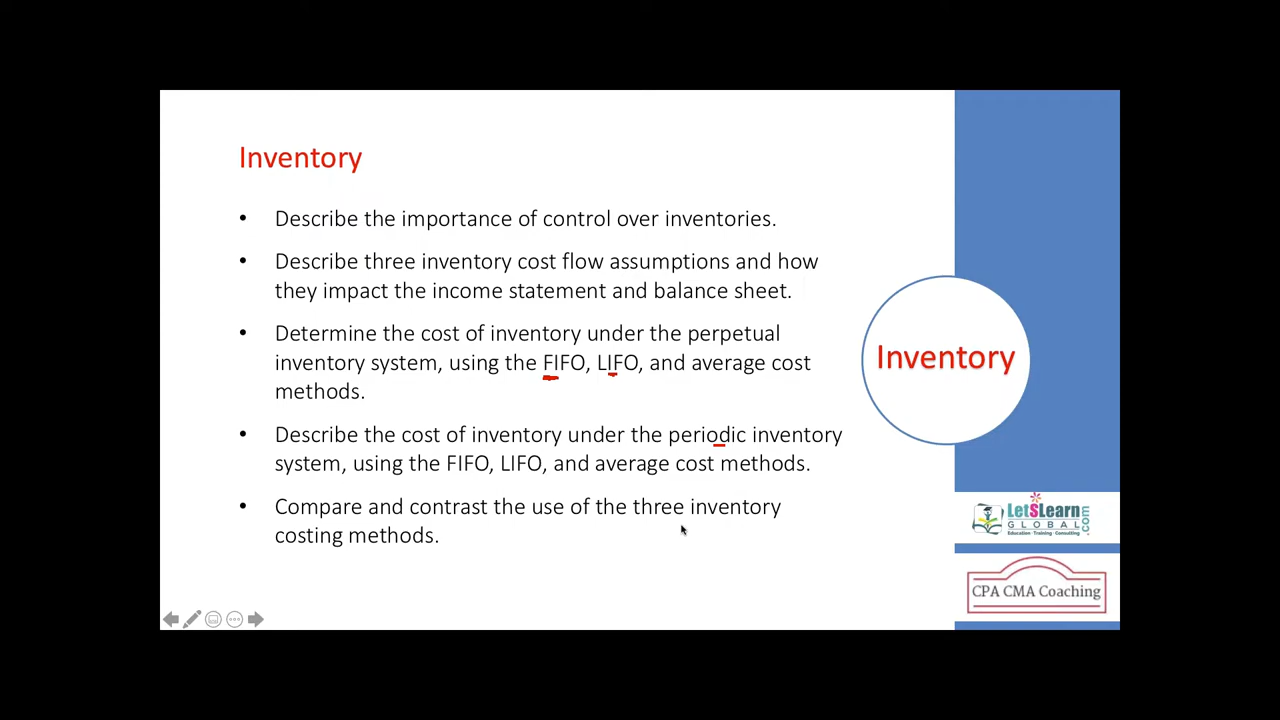 Inventory
• Describe the importance of control over inventories.
• Describe three inventory cost flow assumptions and how
they impact the income statement and balance sheet.
• Determine the cost of inventory under the perpetual
inventory system, using the FIFO, LIFO, and average cost
methods.
• Describe the cost of inventory under the periodic inventory
system, using the FIFO, LIFO, and average cost methods.
• Compare and contrast the use of the three inventory
costing methods.
Inventory
LetSLearn
GLOBAL.com
Education · Training · Consulting
CPA CMA Coaching